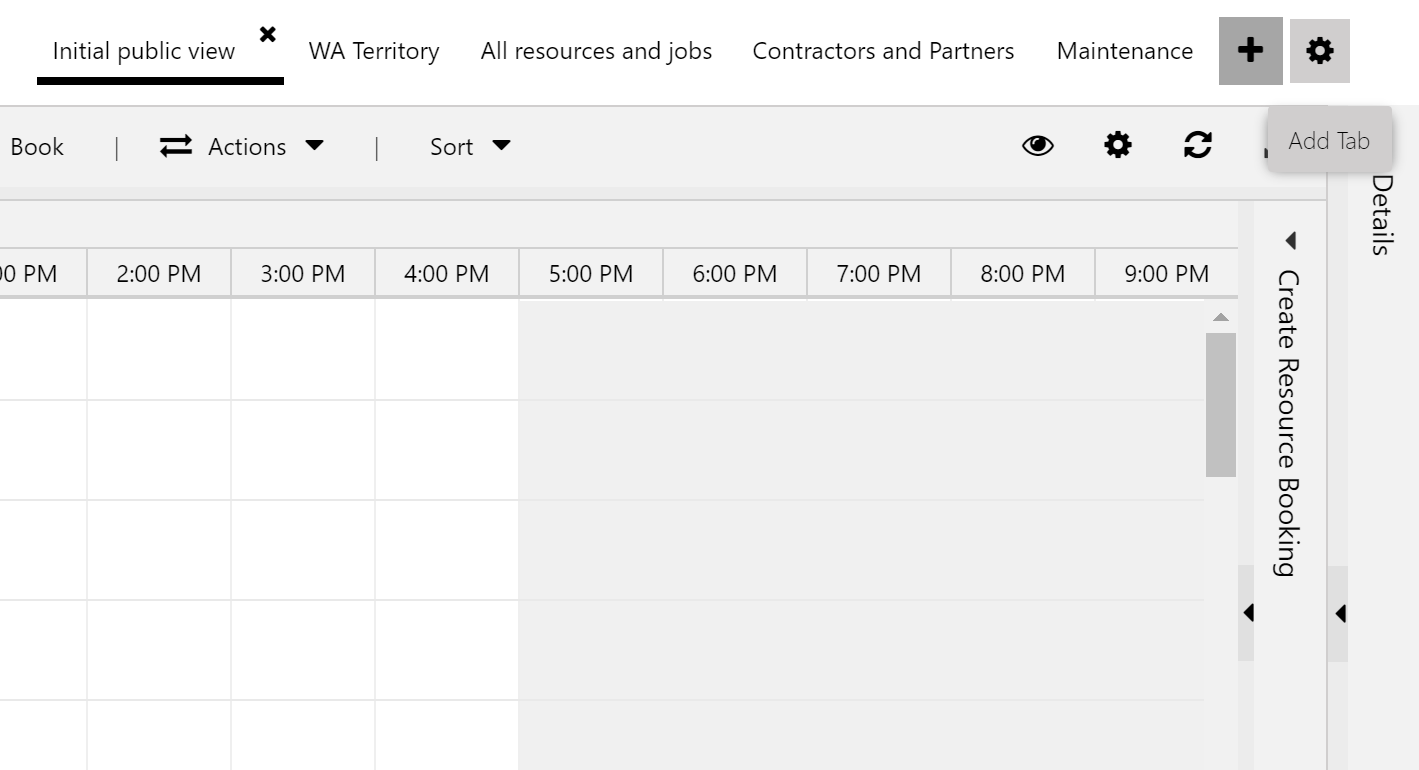 Initial public view WA Territory All resources and jobs Contractors and Partners Maintenance
Book | Actions | Sort
Add Tab
Details
00 PM 2:00 PM 3:00 PM 4:00 PM 5:00 PM 6:00 PM 7:00 PM 8:00 PM 9:00 PM
Create Resource Booking